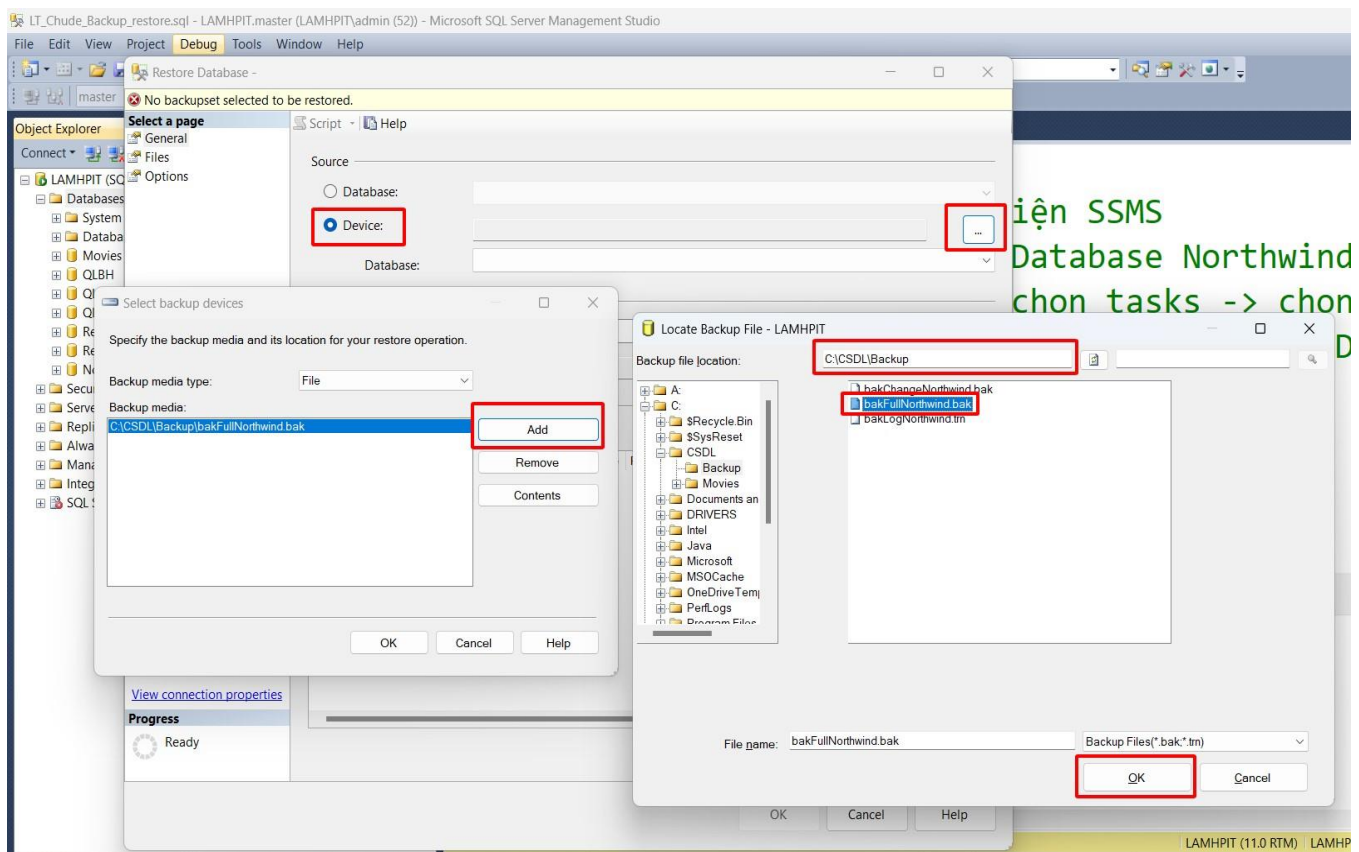 LT_Chude_Backup_restore.sql - LAMHPIT.master (LAMHPIT\admin (52)) - Microsoft SQL Server Management Studio
File Edit View Project Debug Tools Window Help
master
Restore Database -
No backupset selected to be restored.
Select a page
General
Files
Options
Script
Help
Source
Database:
Device:
...
Database:
Object Explorer
Connect
LAMHPIT (SQ
Databases
System
Databa
Movies
QLBH
Re
Re
Secu
Serve
Repli
Alwa
Mana
Integ
SQL
iện SSMS
Database Northwind
chon tasks -> chon
D
Select backup devices
Specify the backup media and its location for your restore operation.
Backup media type:
File
Backup media:
C:\CSDL\Backup\bakFullNorthwind.bak
Add
Remove
Contents
OK
Cancel
Help
Locate Backup File - LAMHPIT
Backup file location:
C:\CSDL\Backup
A:
C:
$Recycle.Bin
$SysReset
CSDL
Backup
Movies
Documents an
DRIVERS
Intel
Java
Microsoft
MSOCache
OneDriveTem
PerfLogs
Program Files
bakChangeNorthwind.bak
bakFullNorthwind.bak
bakLogNorthwind.trn
File name:
bakFullNorthwind.bak
Backup Files(*.bak;*.trn)
OK
Cancel
View connection properties
Progress
Ready
OK
Cancel
Help
LAMHPIT (11.0 RTM)
LAMHP